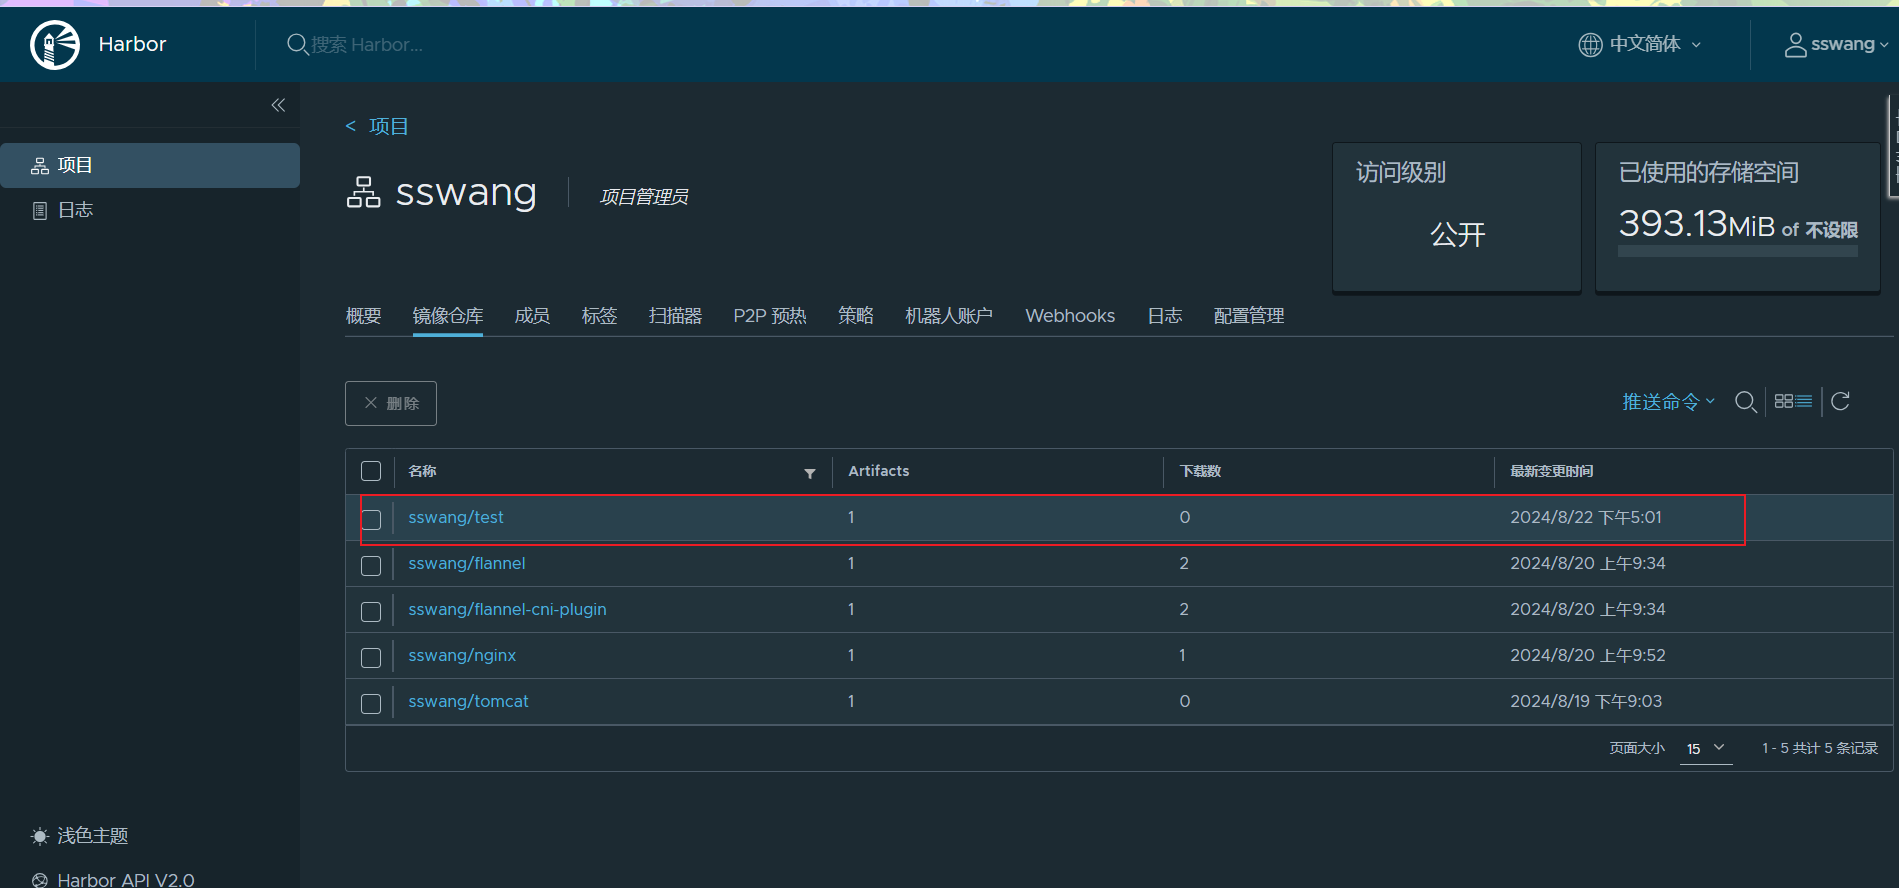 Harbor
搜索 Harbor...
中文简体
sswang
项目
日志
< 项目
sswang
项目管理员
访问级别
公开
已使用的存储空间
393.13MiB of 不设限
概要 镜像仓库 成员 标签 扫描器 P2P 预热 策略 机器人账户 Webhooks 日志 配置管理
删除
推送命令
名称 Artifacts 下载数 最新变更时间
sswang/test 1 0 2024/8/22 下午5:01
sswang/flannel 1 2 2024/8/20 上午9:34
sswang/flannel-cni-plugin 1 2 2024/8/20 上午9:34
sswang/nginx 1 1 2024/8/20 上午9:52
sswang/tomcat 1 0 2024/8/19 下午9:03
页面大小 15 1 - 5 共计 5 条记录
浅色主题
Harbor API V2.0